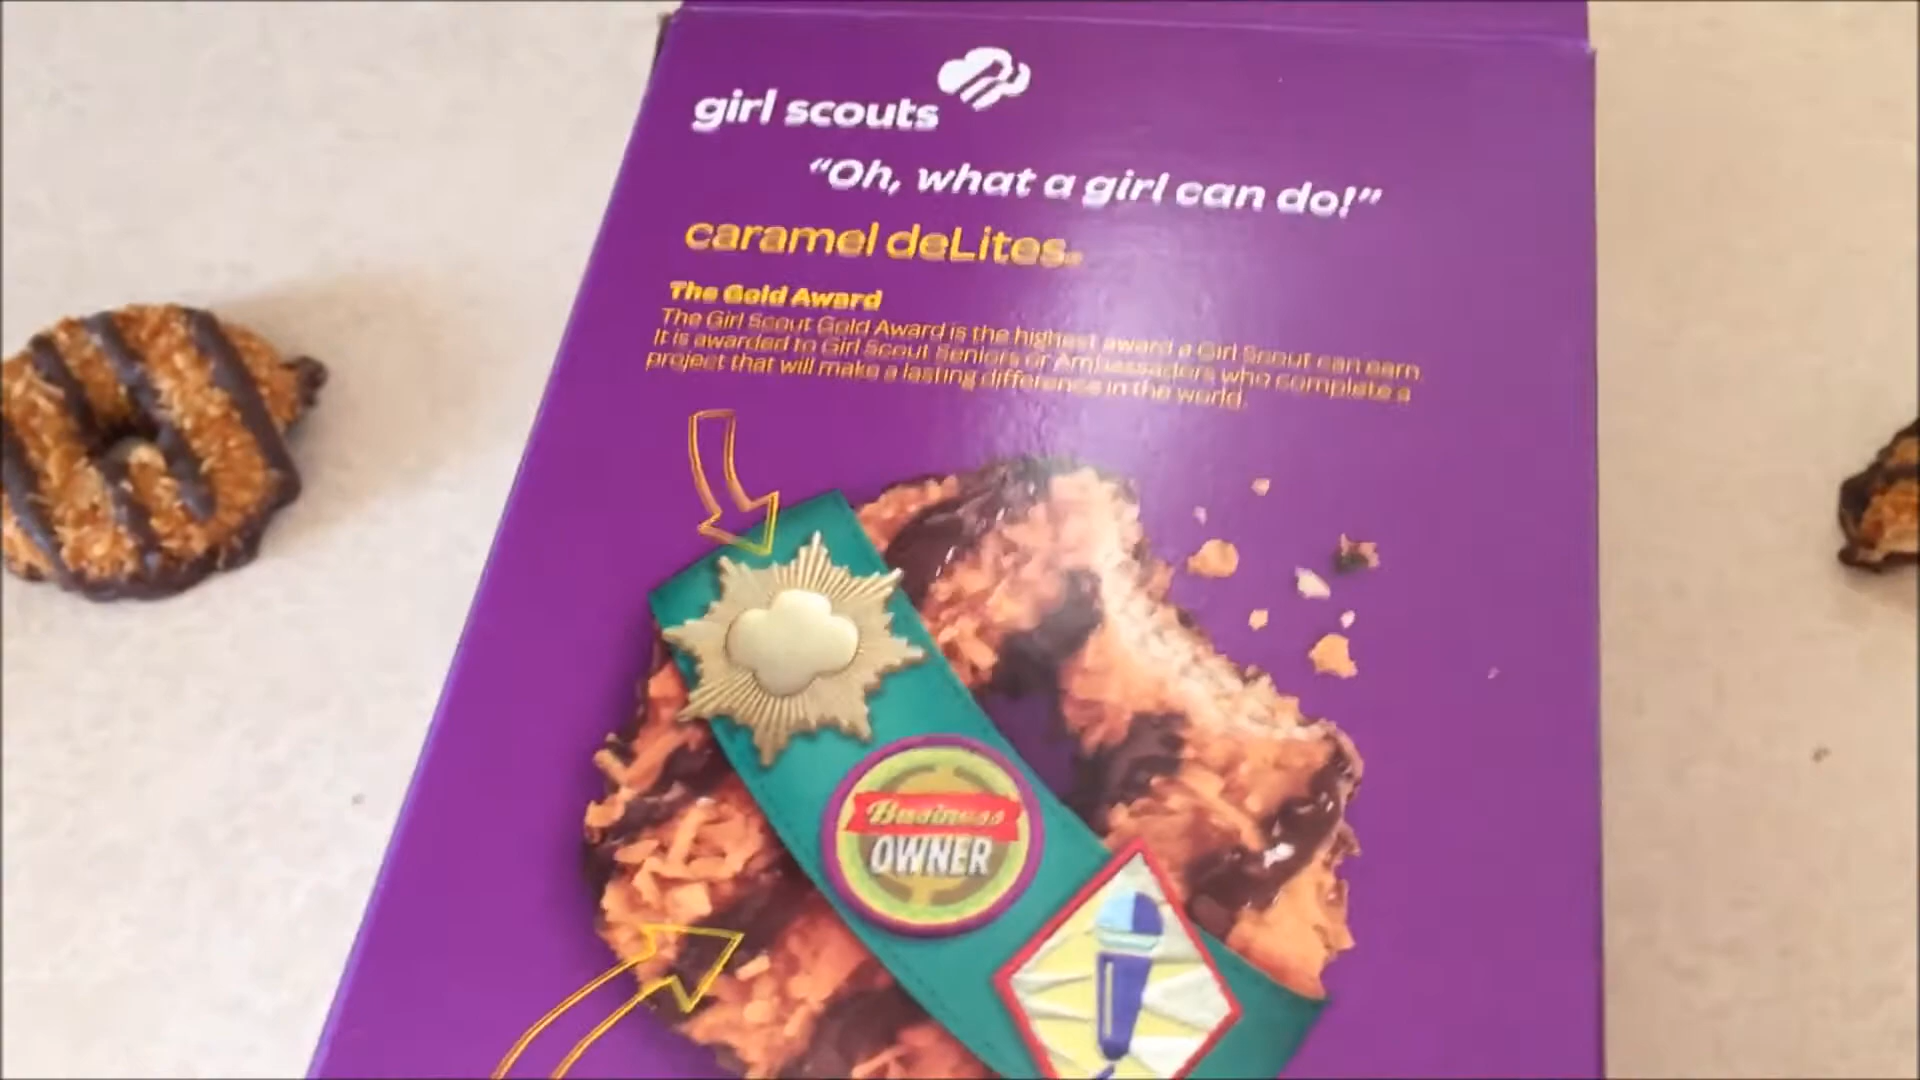 girl scouts
“Oh, what a girl can do!”
caramel deLites
The Gold Award
The Girl Scout Gold Award is the highest award a Girl Scout can earn.
It is awarded to Girl Scout Seniors or Ambassadors who complete a
project that will make a lasting difference in the world.
Business
OWNER